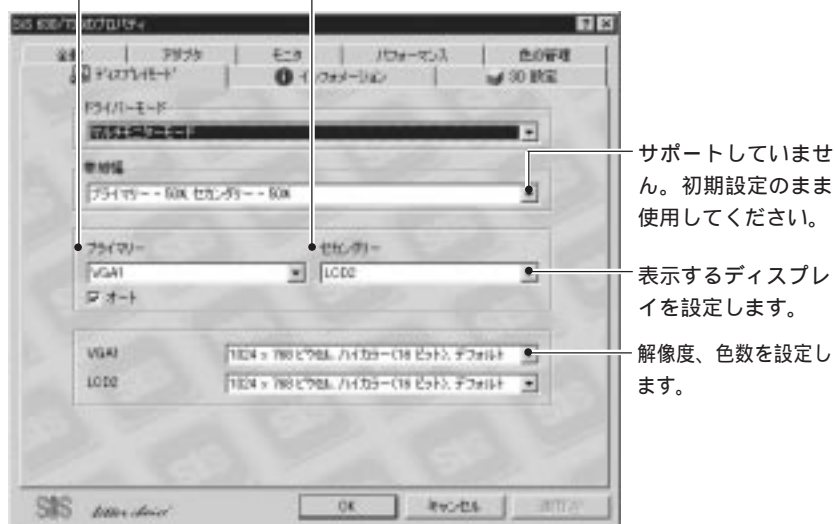 SiS 630/730のプロパティ
全般 アダプタ モニタ パフォーマンス 色の管理
ディスプレイモード インフォメーション 3D 設定
ドライバーモード
マルチモニターモード
帯域幅
プライマリー - - 50%, セカンダリー - - 50%
サポートしていませ
ん。初期設定のまま
使用してください。
プライマリー セカンダリー
VGA1 LCD2
オート
表示するディスプレ
イを設定します。
VGA1 1024 x 768 ピクセル, ハイカラー(16 ビット), デフォルト
LCD2 1024 x 768 ピクセル, ハイカラー(16 ビット), デフォルト
解像度、色数を設定し
ます。
SiS
OK キャンセル 適用(A)